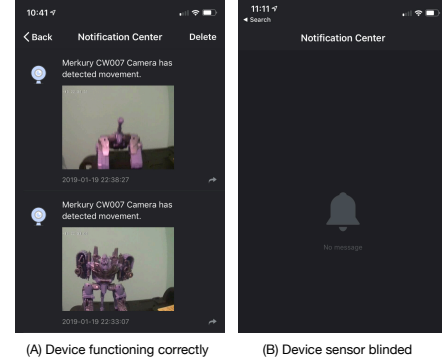 10:41
Back
Notification Center
Delete
Merkury CW007 Camera has
detected movement.
2019-01-19 22:38:27
Merkury CW007 Camera has
detected movement.
2019-01-19 22:33:07
(A) Device functioning correctly
11:11
Search
Notification Center
No message
(B) Device sensor blinded